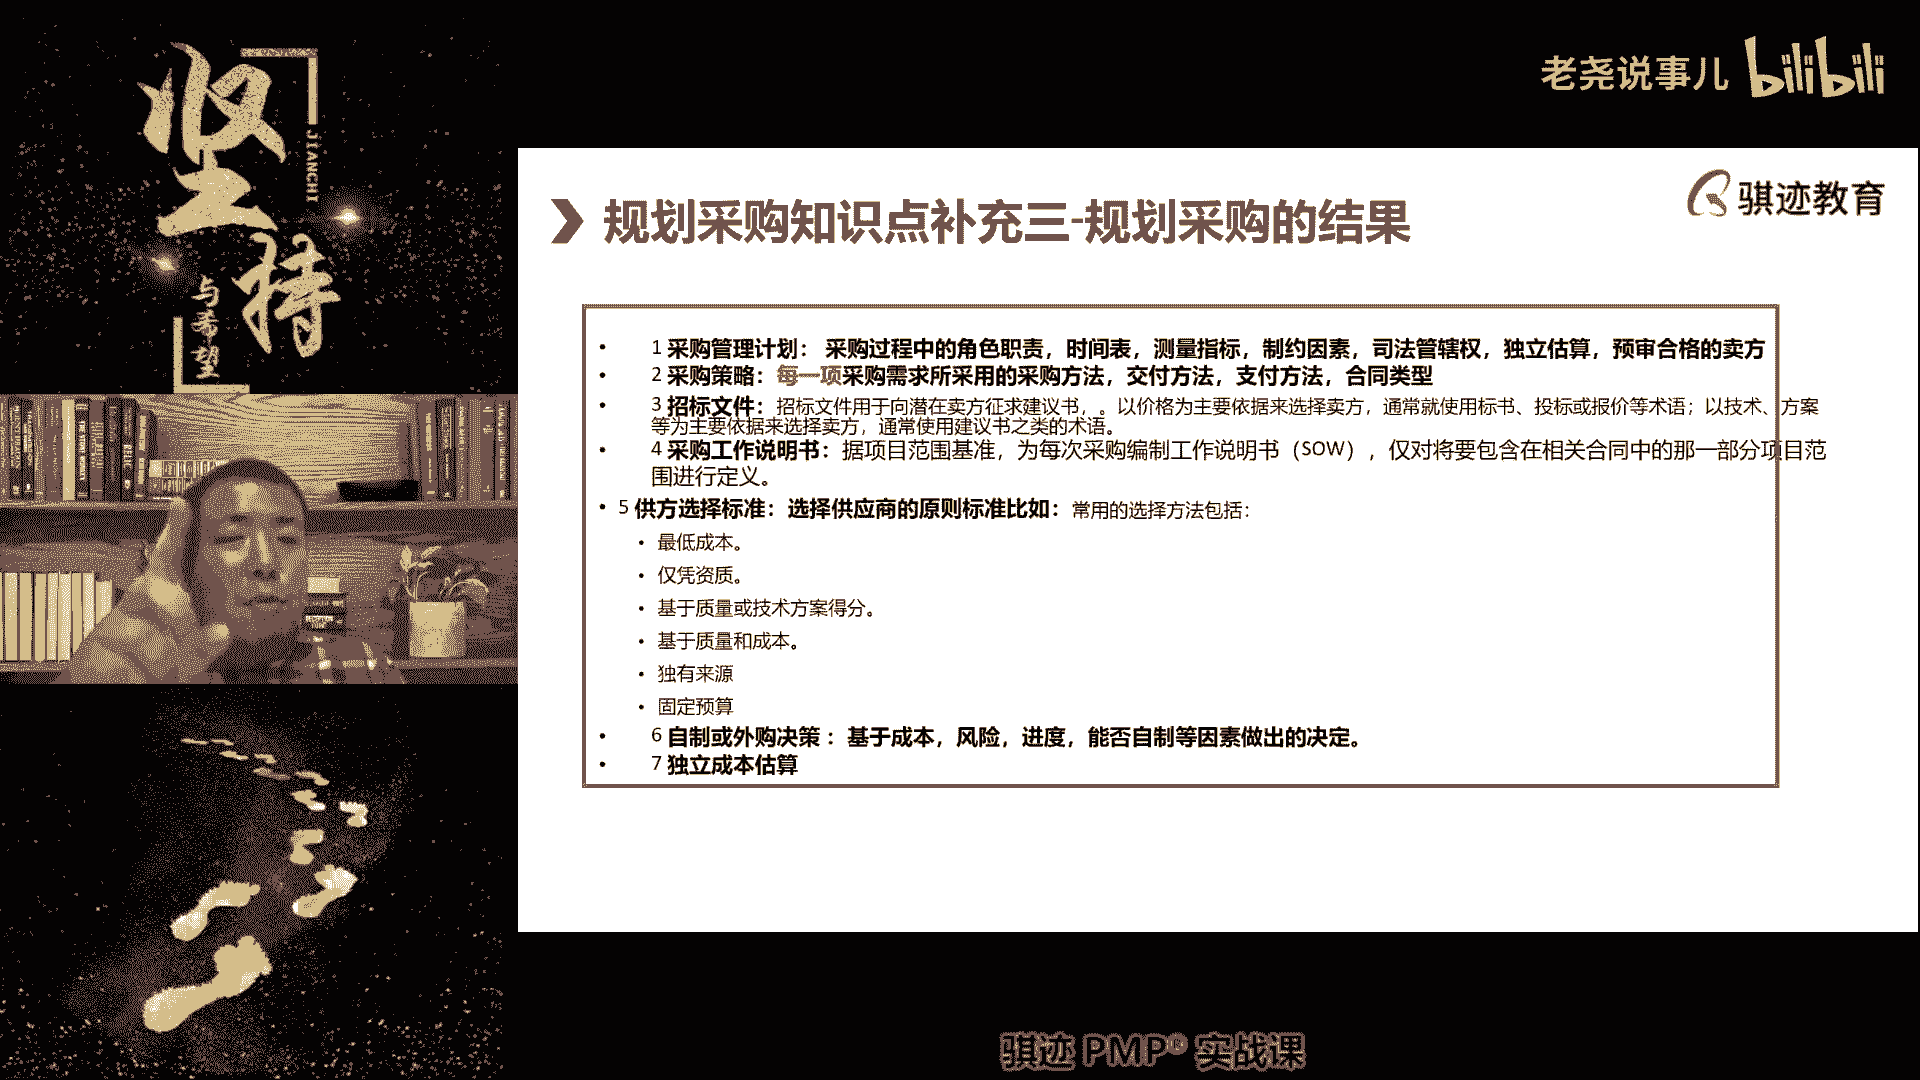 坚持
JIANCHI
与希望
老尧说事儿 bilibili
骐迹教育
规划采购知识点补充三-规划采购的结果
• 1 采购管理计划： 采购过程中的角色职责，时间表，测量指标，制约因素，司法管辖权，独立估算，预审合格的卖方
• 2 采购策略：每一项采购需求所采用的采购方法，交付方法，支付方法，合同类型
• 3 招标文件：招标文件用于向潜在卖方征求建议书，。以价格为主要依据来选择卖方，通常就使用标书、投标或报价等术语；以技术、方案
等为主要依据来选择卖方，通常使用建议书之类的术语。
• 4 采购工作说明书：据项目范围基准，为每次采购编制工作说明书（SOW），仅对将要包含在相关合同中的那一部分项目范
围进行定义。
• 5 供方选择标准：选择供应商的原则标准比如：常用的选择方法包括：
• 最低成本。
• 仅凭资质。
• 基于质量或技术方案得分。
• 基于质量和成本。
• 独有来源
• 固定预算
• 6 自制或外购决策：基于成本，风险，进度，能否自制等因素做出的决定。
• 7 独立成本估算
骐迹 PMP® 实战课